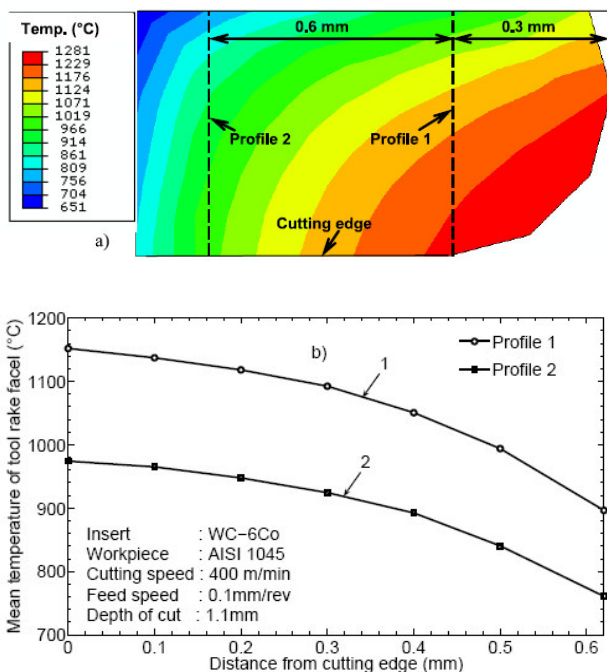 Temp. (°C)
1281
1229
1176
1124
1071
1019
966
914
861
809
756
704
651
a)
0.6 mm
0.3 mm
Profile 2
Profile 1
Cutting edge
Mean temperature of tool rake facel (°C)
1200
1100
1000
900
800
700
b)
1
2
Profile 1
Profile 2
Insert : WC-6Co
Workpiece : AISI 1045
Cutting speed : 400 m/min
Feed speed : 0.1mm/rev
Depth of cut : 1.1mm
0 0.1 0.2 0.3 0.4 0.5 0.6
Distance from cutting edge (mm)